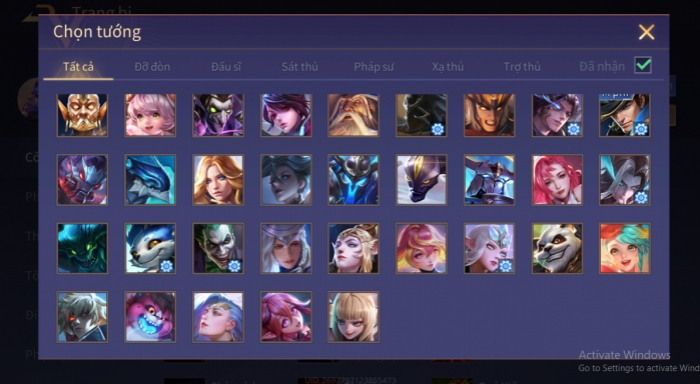 Trang bị
Chọn tướng
Tất cả Đỡ đòn Đấu sĩ Sát thủ Pháp sư Xạ thủ Trợ thủ Đã nhận
Activate Windows
Go to Settings to activate Wind